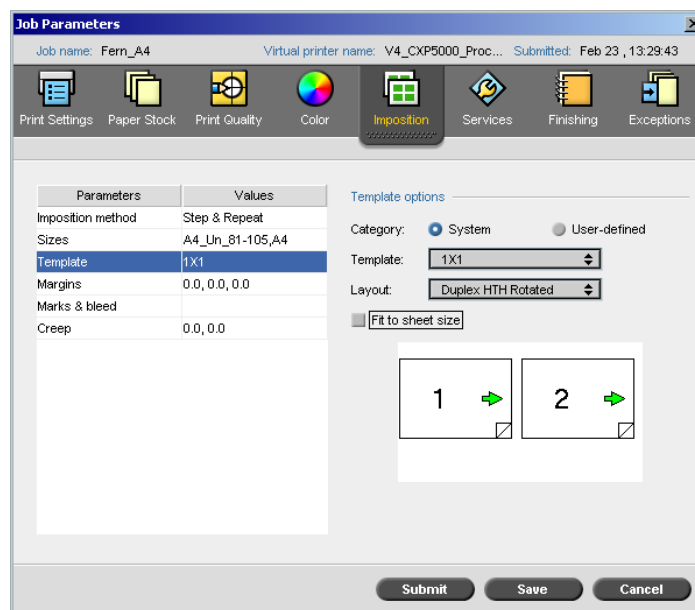 Job Parameters
Job name: Fern_A4 Virtual printer name: V4_CXP5000_Proc... Submitted: Feb 23 , 13:29:43
Print Settings Paper Stock Print Quality Color Imposition Services Finishing Exceptions
Parameters Values
Imposition method Step & Repeat
Sizes A4_Un_81-105,A4
Template 1X1
Margins 0.0, 0.0, 0.0
Marks & bleed
Creep 0.0, 0.0
Template options
Category: System User-defined
Template: 1X1
Layout: Duplex HTH Rotated
Fit to sheet size
1 2
Submit Save Cancel